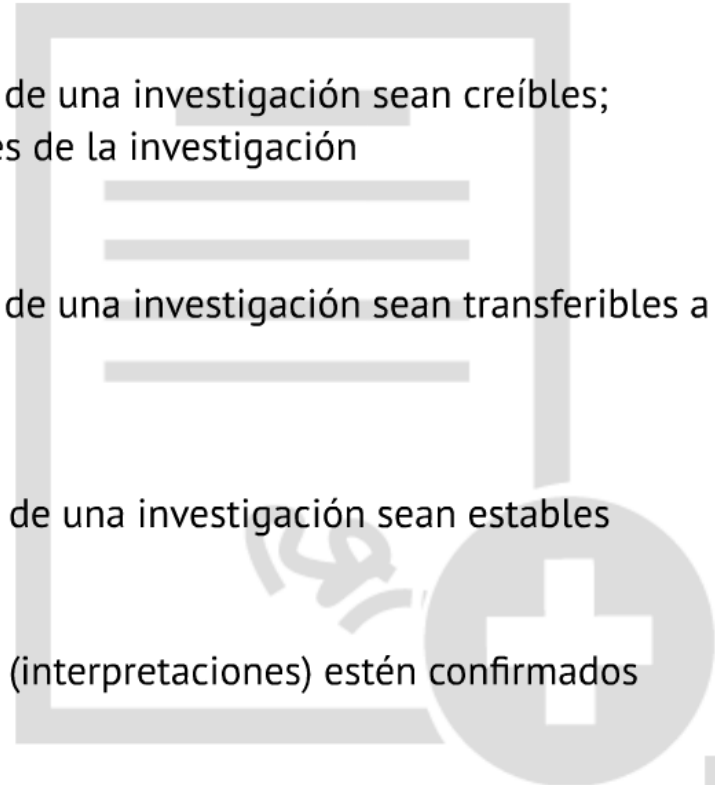 de una investigación sean creíbles;
es de la investigación
de una investigación sean transferibles a
de una investigación sean estables
(interpretaciones) estén confirmados